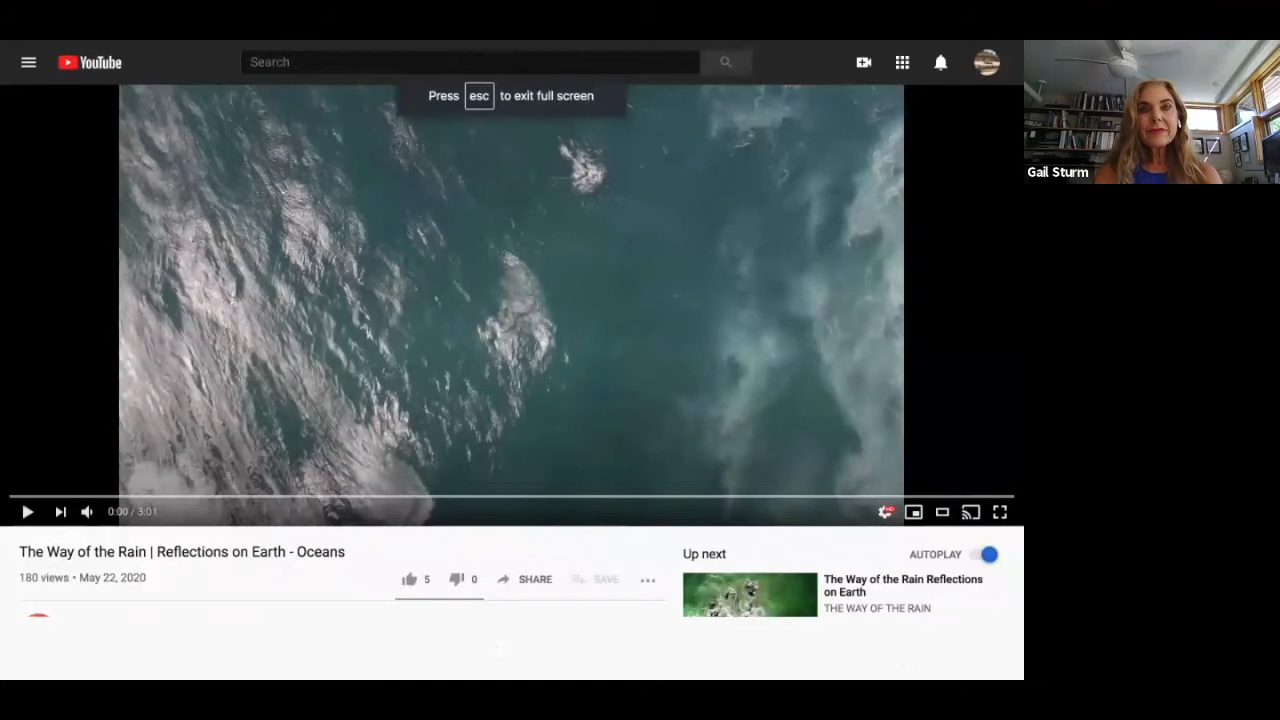 YouTube
Search
Press esc to exit full screen
Gail Sturm
0:00 / 3:01
HD
The Way of the Rain | Reflections on Earth - Oceans
180 views • May 22, 2020
5
0
SHARE
SAVE
Up next
AUTOPLAY
The Way of the Rain Reflections
on Earth
THE WAY OF THE RAIN